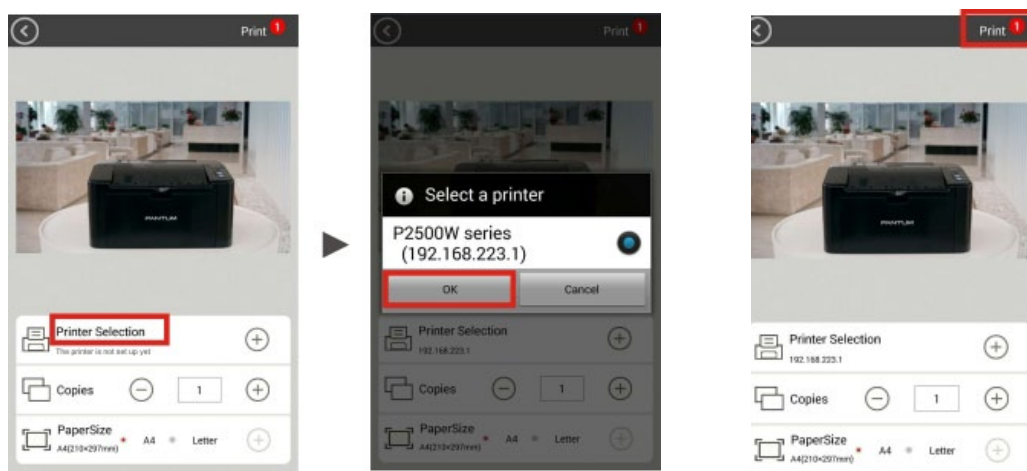 Print 1
PANTUM
Printer Selection
The printer is not set up yet
Copies 1
PaperSize
A4(210×297mm) A4 Letter
Print 1
Select a printer
P2500W series
(192.168.223.1)
OK Cancel
Printer Selection
192.168.223.1
Copies 1
PaperSize
A4(210×297mm) A4 Letter
Print 1
PANTUM
Printer Selection
192.168.223.1
Copies 1
PaperSize
A4(210×297mm) A4 Letter